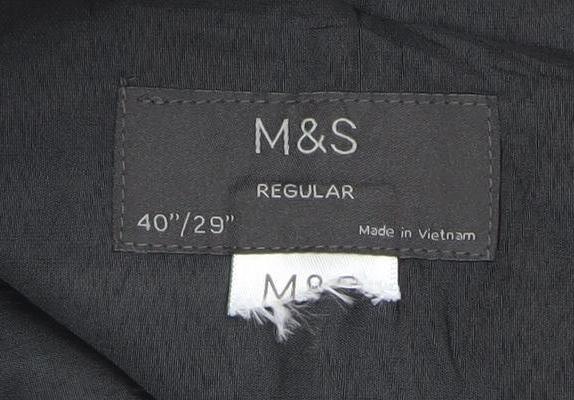 M&S
REGULAR
40"/29"
Made in Vietnam
M&S